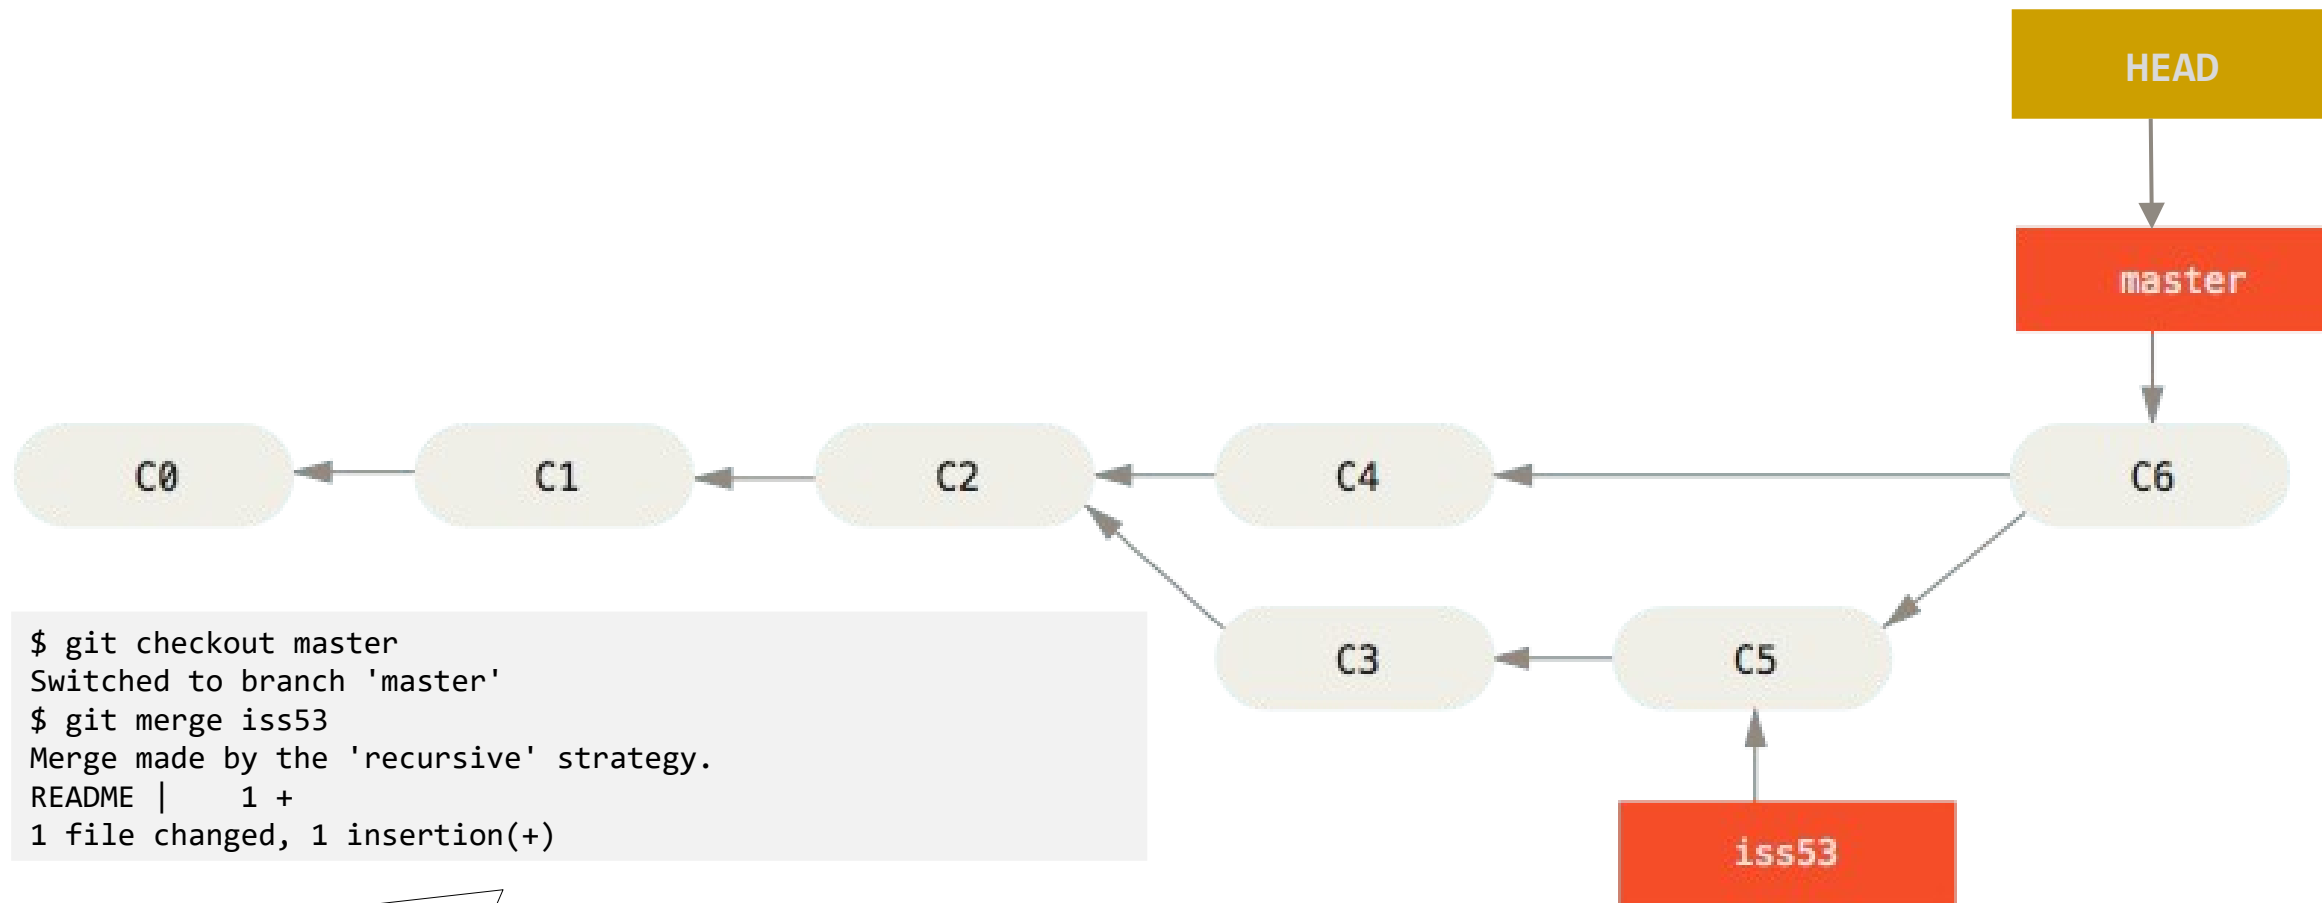 HEAD
master
C0
C1
C2
C4
C6
C3
C5
iss53
$ git checkout master
Switched to branch 'master'
$ git merge iss53
Merge made by the 'recursive' strategy.
README |    1 +
1 file changed, 1 insertion(+)